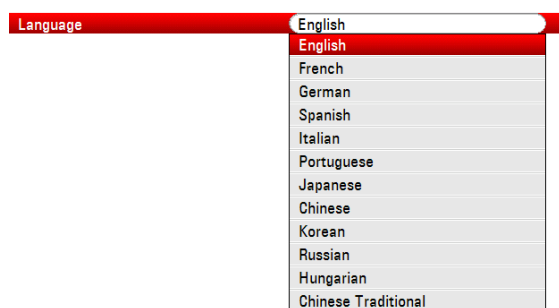 Language English
English
French
German
Spanish
Italian
Portuguese
Japanese
Chinese
Korean
Russian
Hungarian
Chinese Traditional